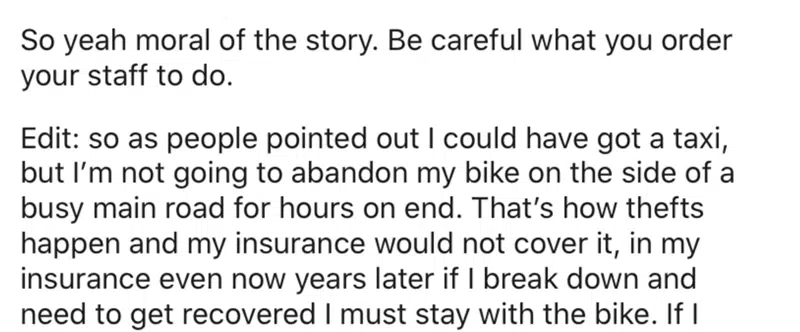 So yeah moral of the story. Be careful what you order
your staff to do.
Edit: so as people pointed out I could have got a taxi,
but I’m not going to abandon my bike on the side of a
busy main road for hours on end. That’s how thefts
happen and my insurance would not cover it, in my
insurance even now years later if I break down and
need to get recovered I must stay with the bike. If I